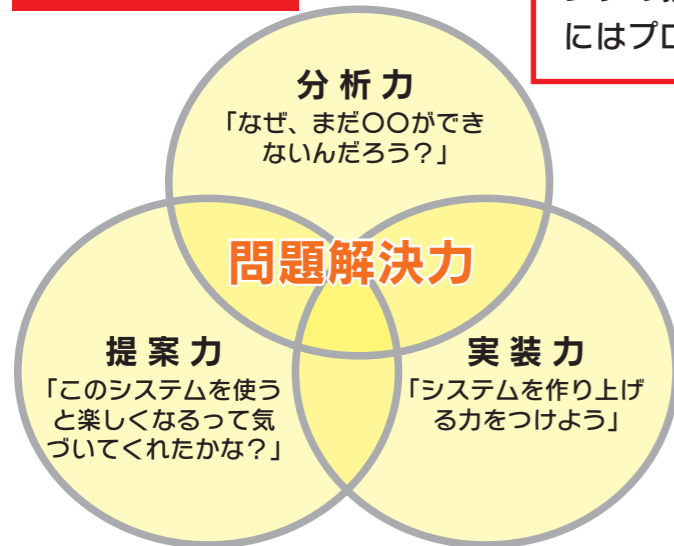 にはプロ
分析力
「なぜ、まだ〇〇ができ
ないんだろう？」
問題解決力
提案力
「このシステムを使う
と楽しくなるって気
づいてくれたかな？」
実装力
「システムを作り上げ
る力をつけよう」